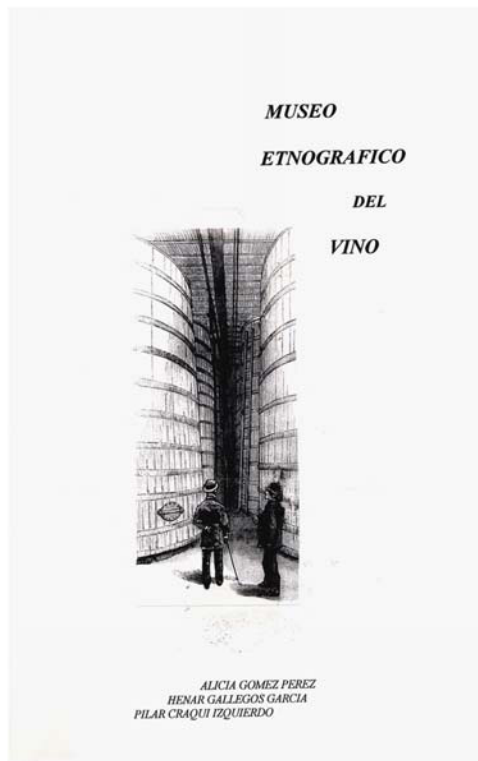 MUSEO
ETNOGRAFICO
DEL
VINO
ALICIA GOMEZ PEREZ
HENAR GALLEGOS GARCIA
PILAR CRAQUI IZQUIERDO